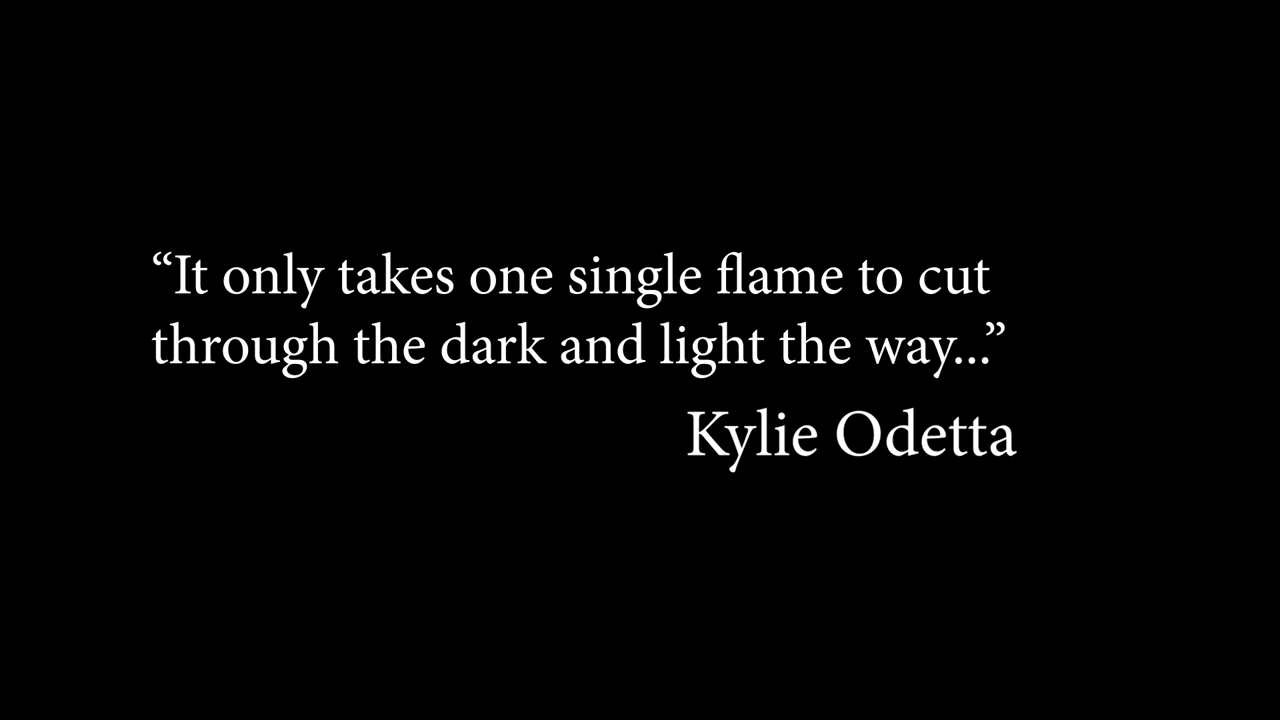 “It only takes one single flame to cut
through the dark and light the way...”
Kylie Odetta